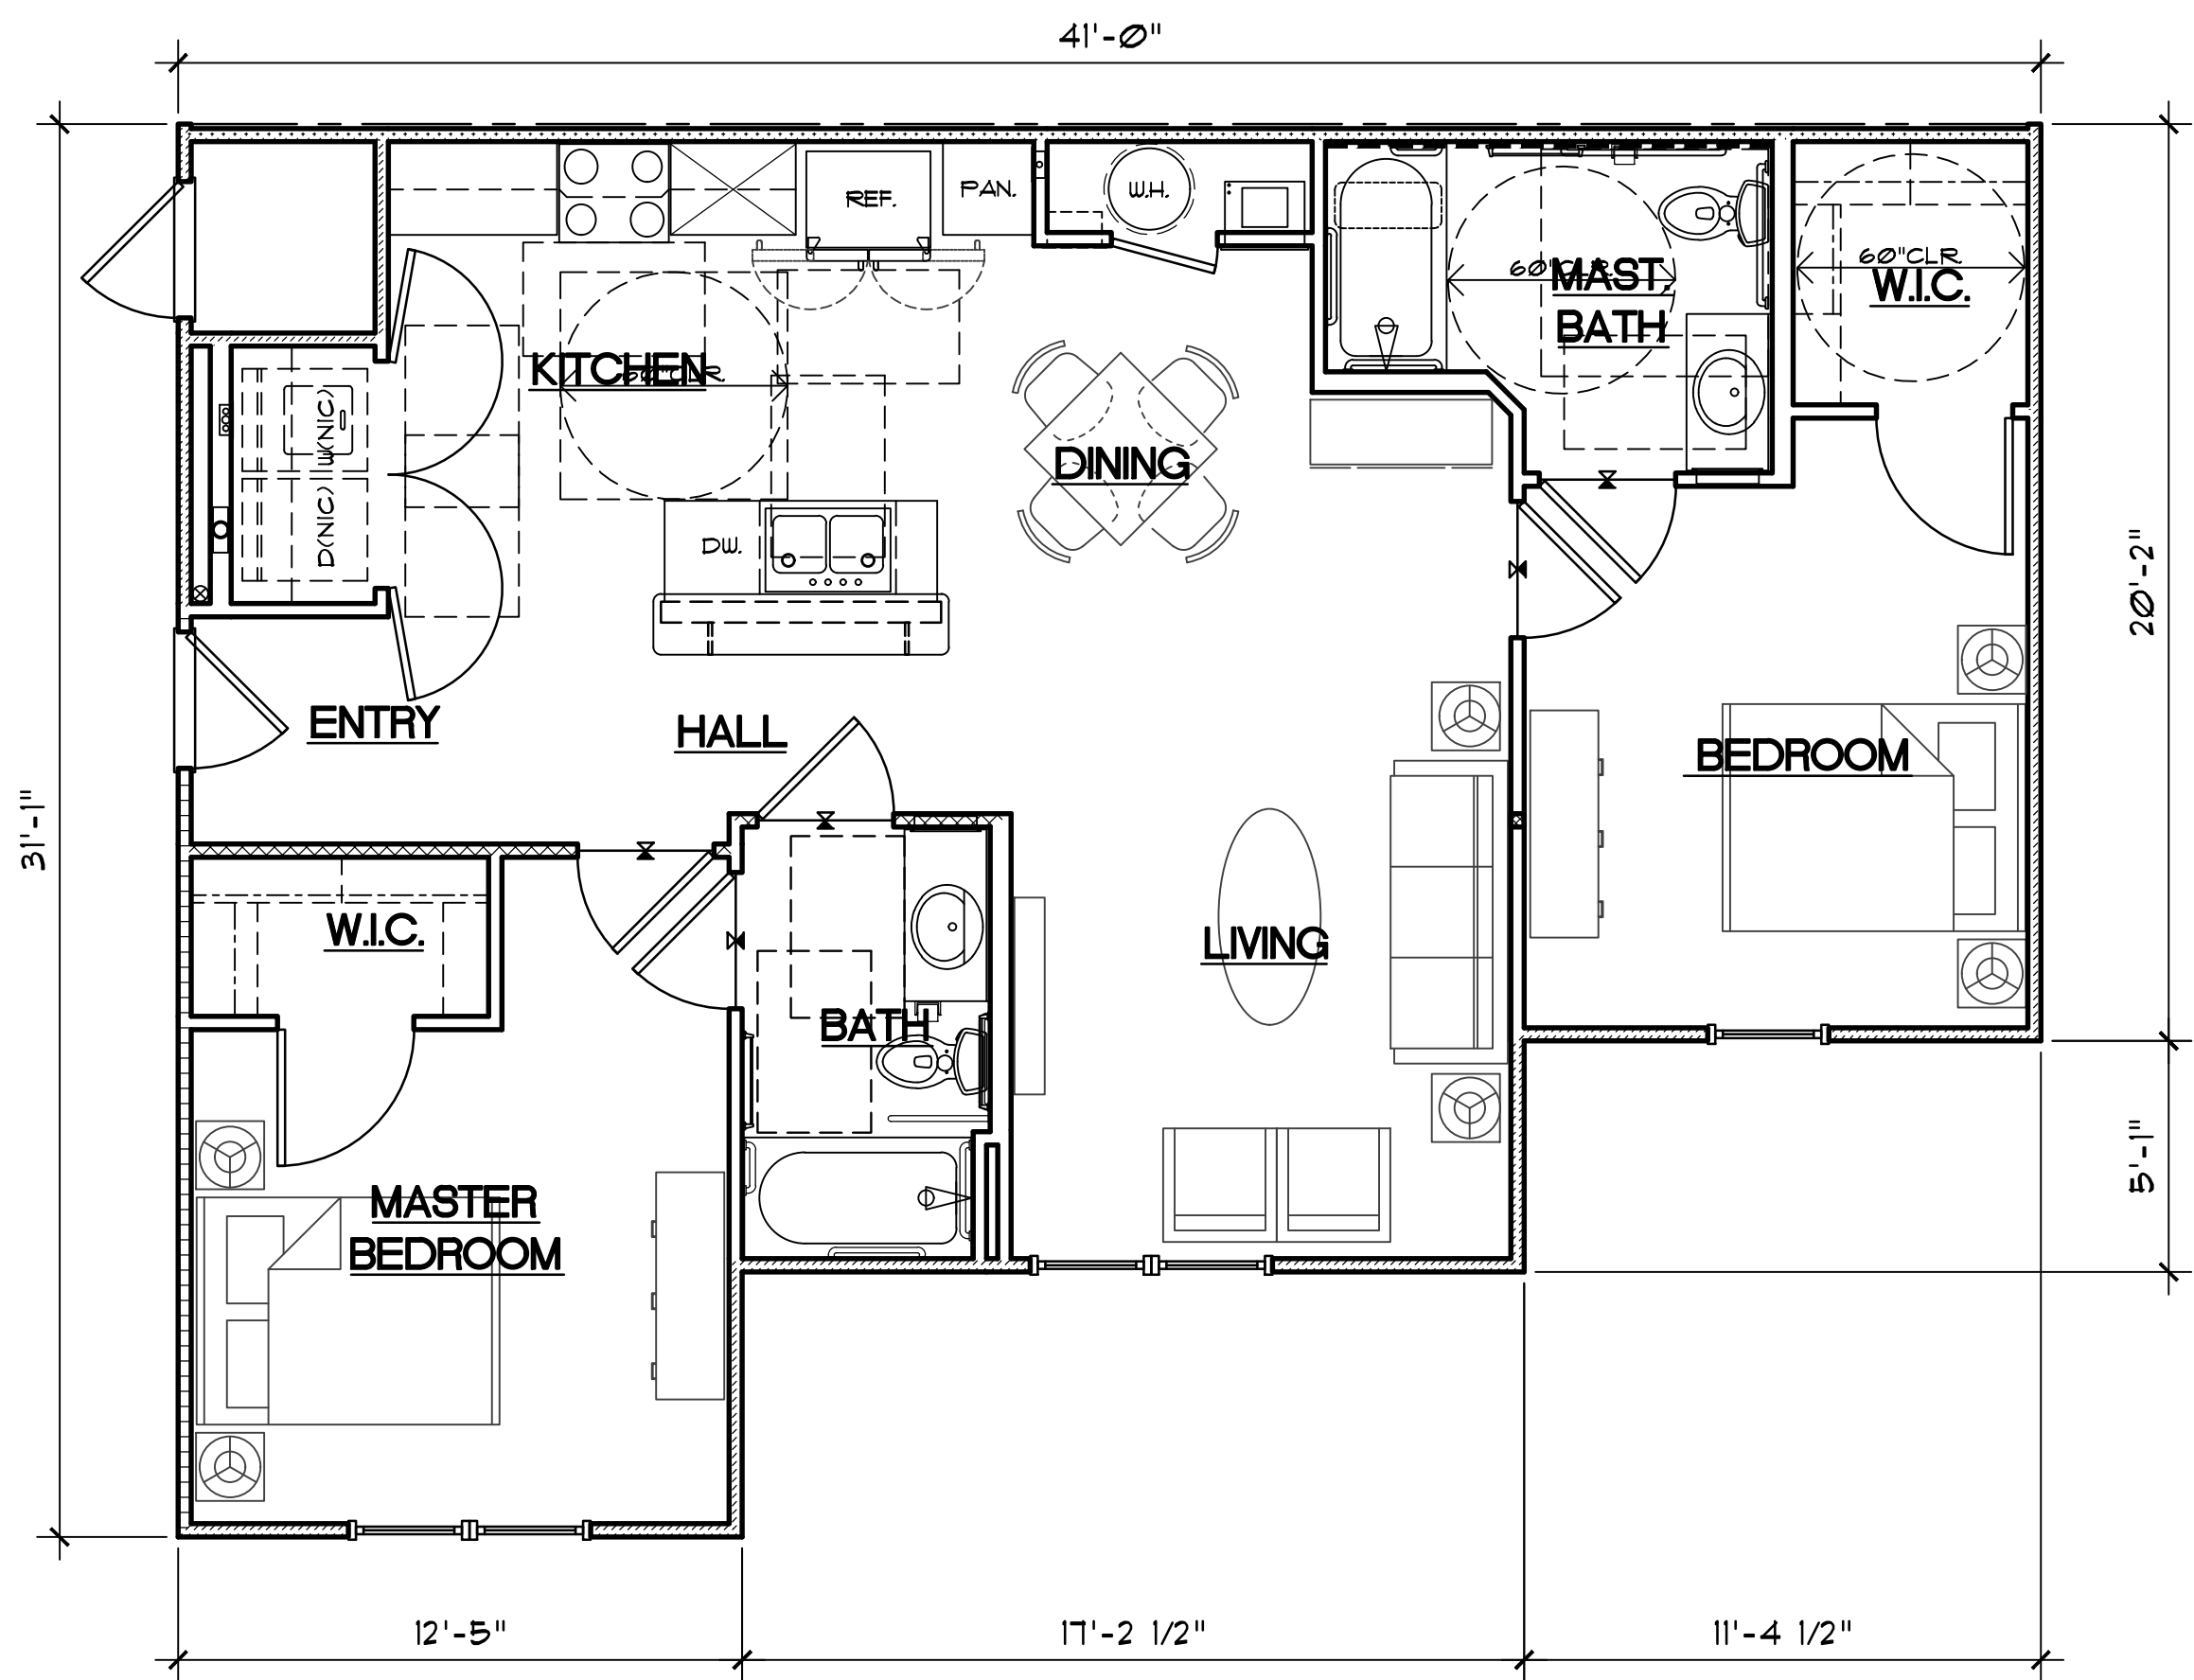 41'-0"
REF.
PAN.
W.H.
60"CLR.
MAST.
BATH
60"CLR.
W.I.C.
KITCHEN
60"CLR.
W(NIC)
D(NIC)
DINING
DW.
20'-2"
ENTRY
HALL
BEDROOM
31'-1"
W.I.C.
LIVING
BATH
5'-1"
MASTER
BEDROOM
12'-5"
17'-2 1/2"
11'-4 1/2"